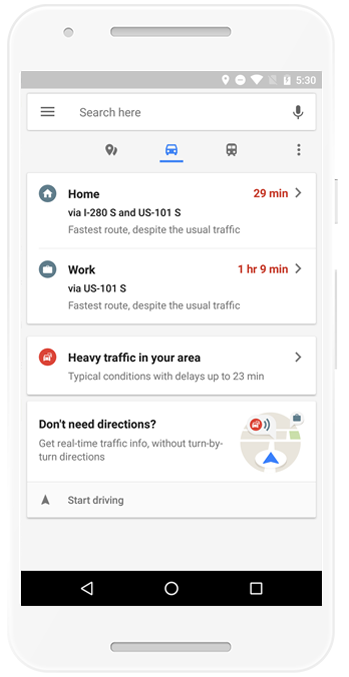 5:30
Search here
Home 29 min
via I-280 S and US-101 S
Fastest route, despite the usual traffic
Work 1 hr 9 min
via US-101 S
Fastest route, despite the usual traffic
Heavy traffic in your area
Typical conditions with delays up to 23 min
Don't need directions?
Get real-time traffic info, without turn-by-
turn directions
Start driving